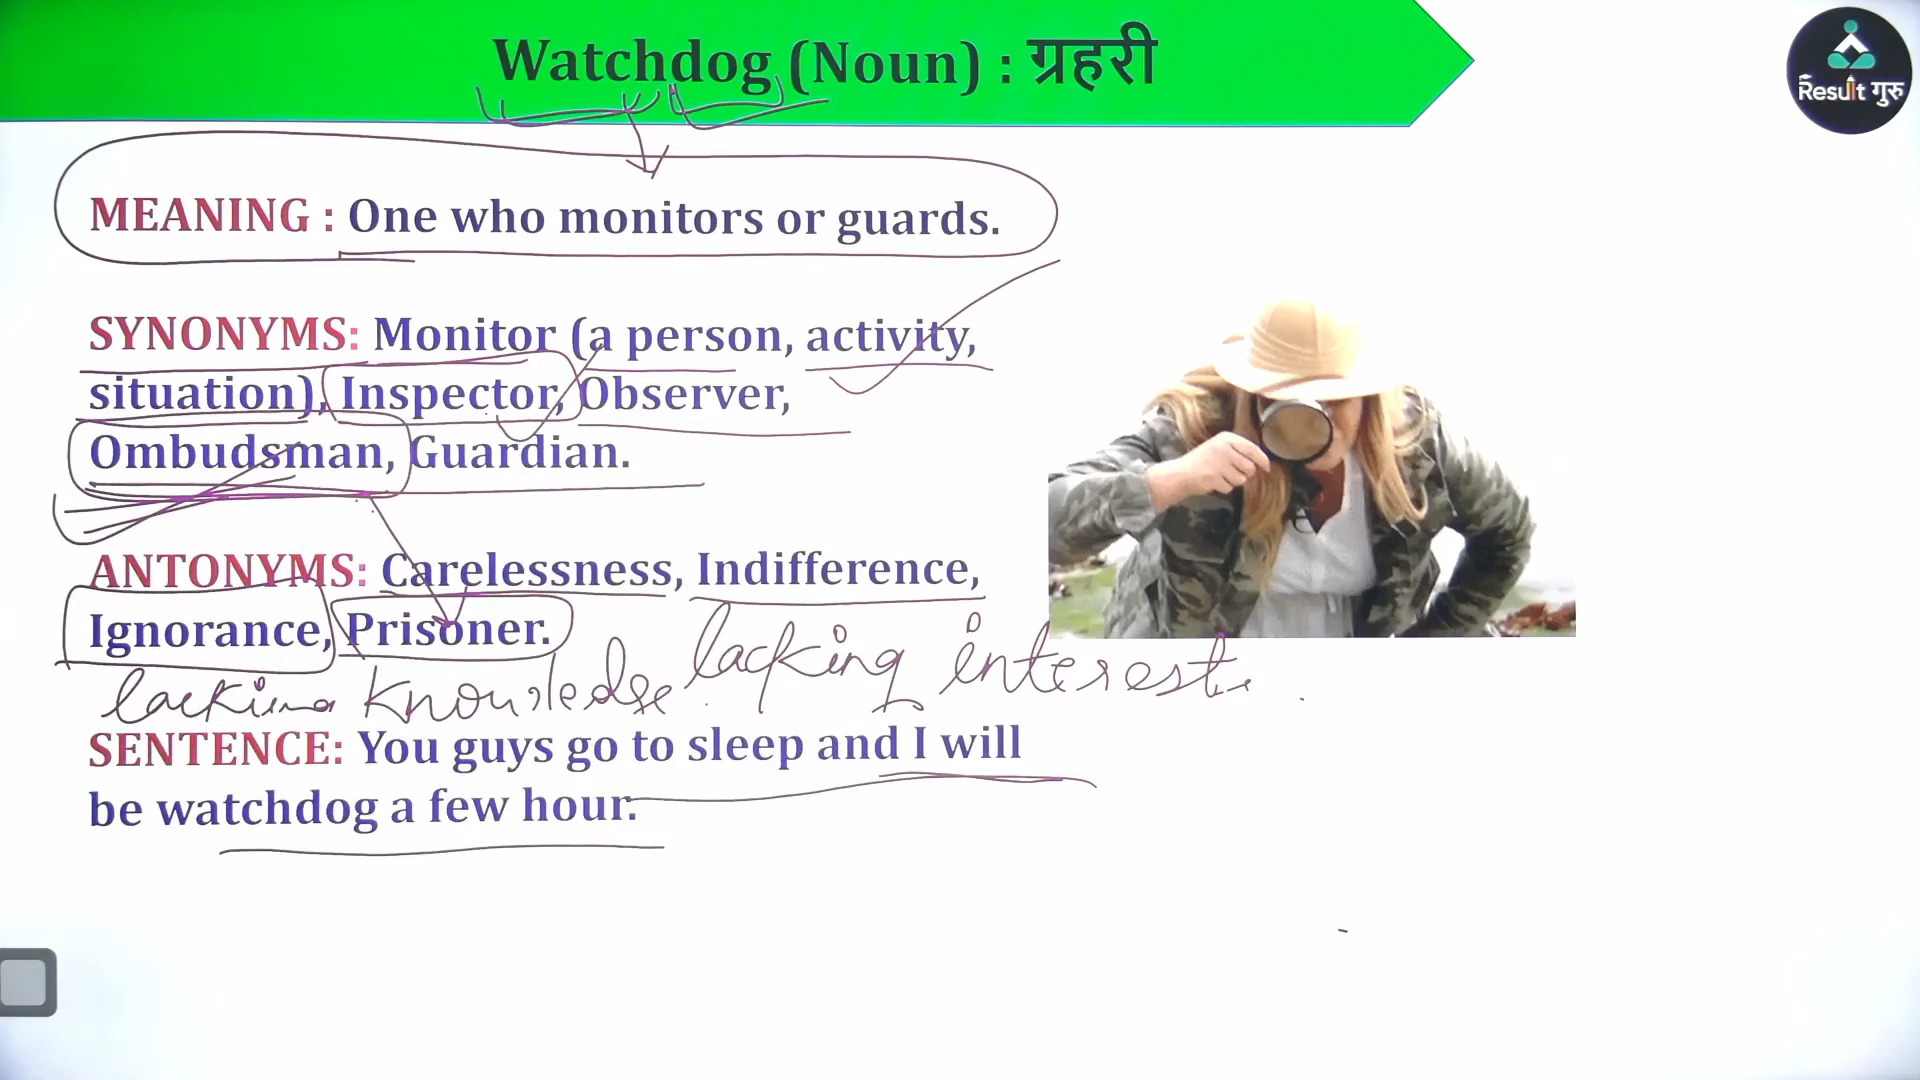 Watchdog (Noun) : ग्रहरी
Result गुरु
MEANING : One who monitors or guards.
SYNONYMS: Monitor (a person, activity,
situation), Inspector, Observer,
Ombudsman, Guardian.
ANTONYMS: Carelessness, Indifference,
Ignorance, Prisoner.
lacking interest
lacking knowledge
SENTENCE: You guys go to sleep and I will
be watchdog a few hour.